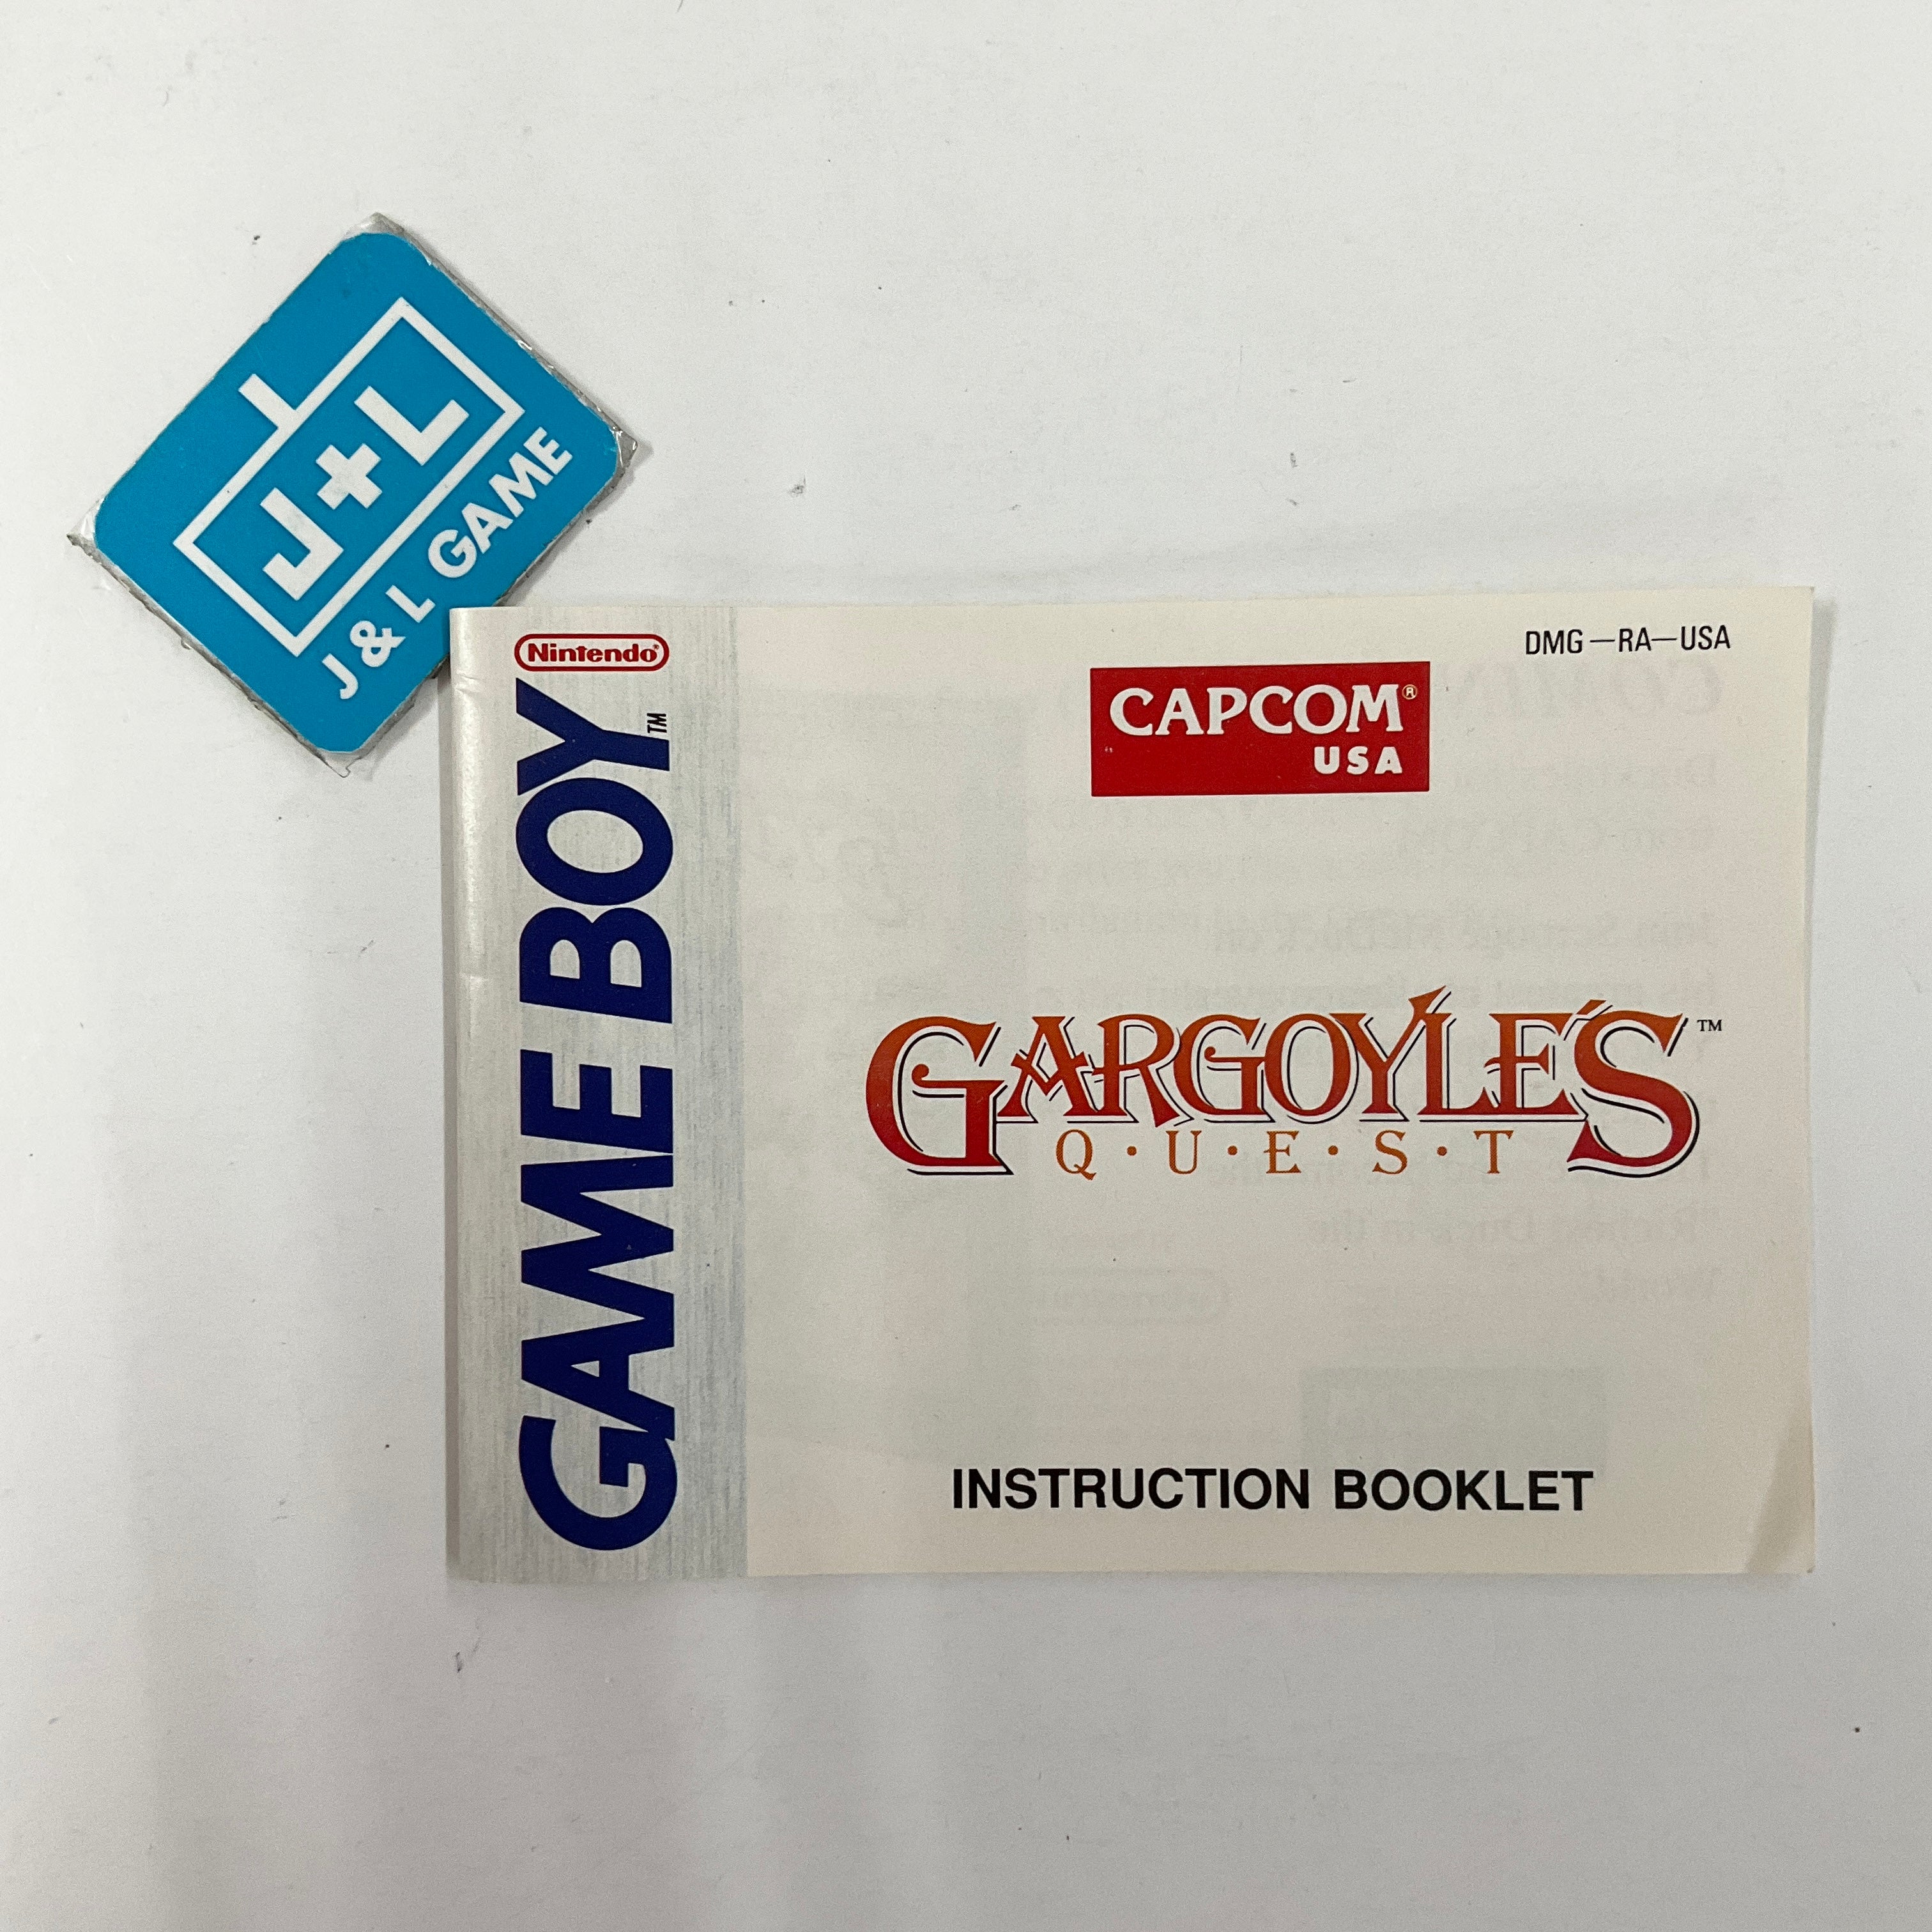 J+L
J & L GAME
Nintendo®
GAME BOY™
DMG—RA—USA
CAPCOM®
USA
GARGOYLE'S™
Q·U·E·S·T
INSTRUCTION BOOKLET